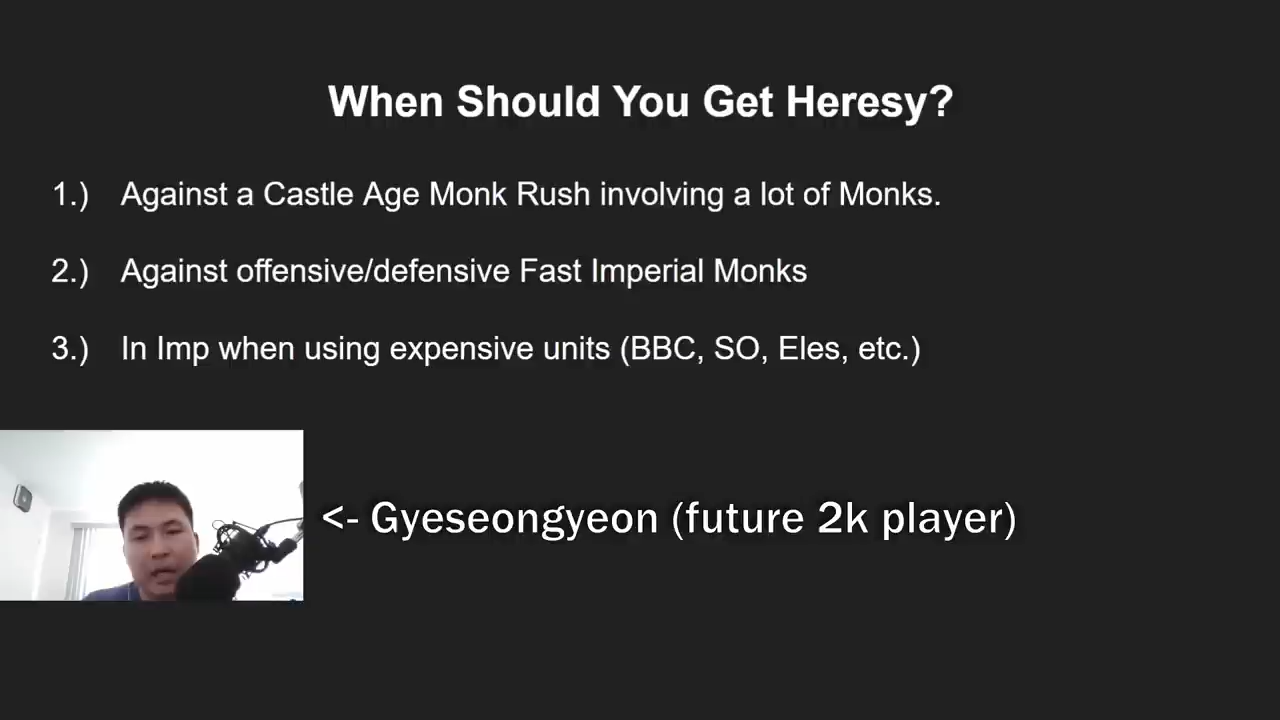 When Should You Get Heresy?
1.) Against a Castle Age Monk Rush involving a lot of Monks.
2.) Against offensive/defensive Fast Imperial Monks
3.) In Imp when using expensive units (BBC, SO, Eles, etc.)
<- Gyeseongyeon (future 2k player)